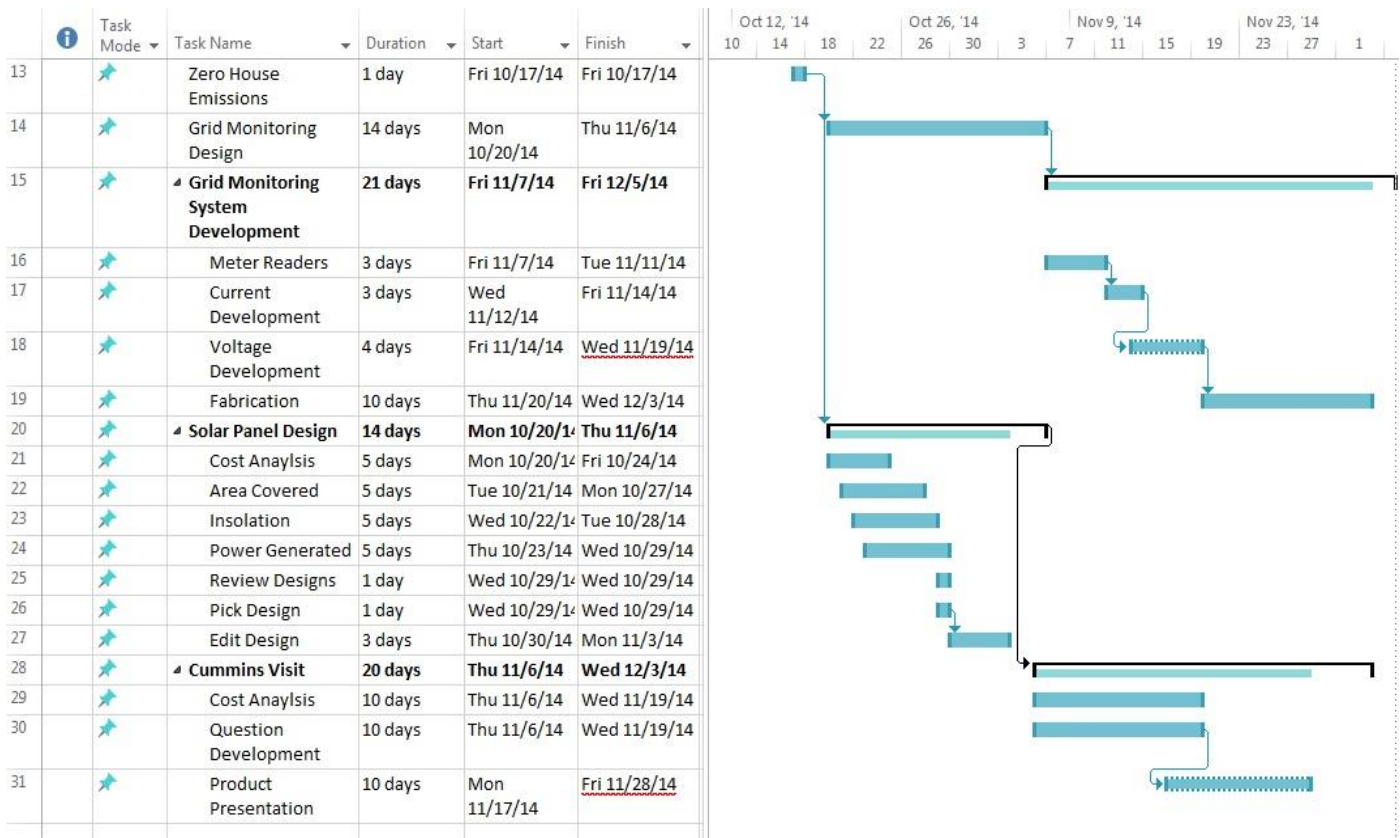 Task
Mode Task Name Duration Start Finish
Oct 12, '14 Oct 26, '14 Nov 9, '14 Nov 23, '14
10 14 18 22 26 30 3 7 11 15 19 23 27 1
13 Zero House 1 day Fri 10/17/14 Fri 10/17/14
Emissions
14 Grid Monitoring 14 days Mon Thu 11/6/14
Design 10/20/14
15 Grid Monitoring 21 days Fri 11/7/14 Fri 12/5/14
System
Development
16 Meter Readers 3 days Fri 11/7/14 Tue 11/11/14
17 Current 3 days Wed Fri 11/14/14
Development 11/12/14
18 Voltage 4 days Fri 11/14/14 Wed 11/19/14
Development
19 Fabrication 10 days Thu 11/20/14 Wed 12/3/14
20 Solar Panel Design 14 days Mon 10/20/14 Thu 11/6/14
21 Cost Anaylsis 5 days Mon 10/20/14 Fri 10/24/14
22 Area Covered 5 days Tue 10/21/14 Mon 10/27/14
23 Insolation 5 days Wed 10/22/14 Tue 10/28/14
24 Power Generated 5 days Thu 10/23/14 Wed 10/29/14
25 Review Designs 1 day Wed 10/29/14 Wed 10/29/14
26 Pick Design 1 day Wed 10/29/14 Wed 10/29/14
27 Edit Design 3 days Thu 10/30/14 Mon 11/3/14
28 Cummins Visit 20 days Thu 11/6/14 Wed 12/3/14
29 Cost Anaylsis 10 days Thu 11/6/14 Wed 11/19/14
30 Question 10 days Thu 11/6/14 Wed 11/19/14
Development
31 Product 10 days Mon Fri 11/28/14
Presentation 11/17/14